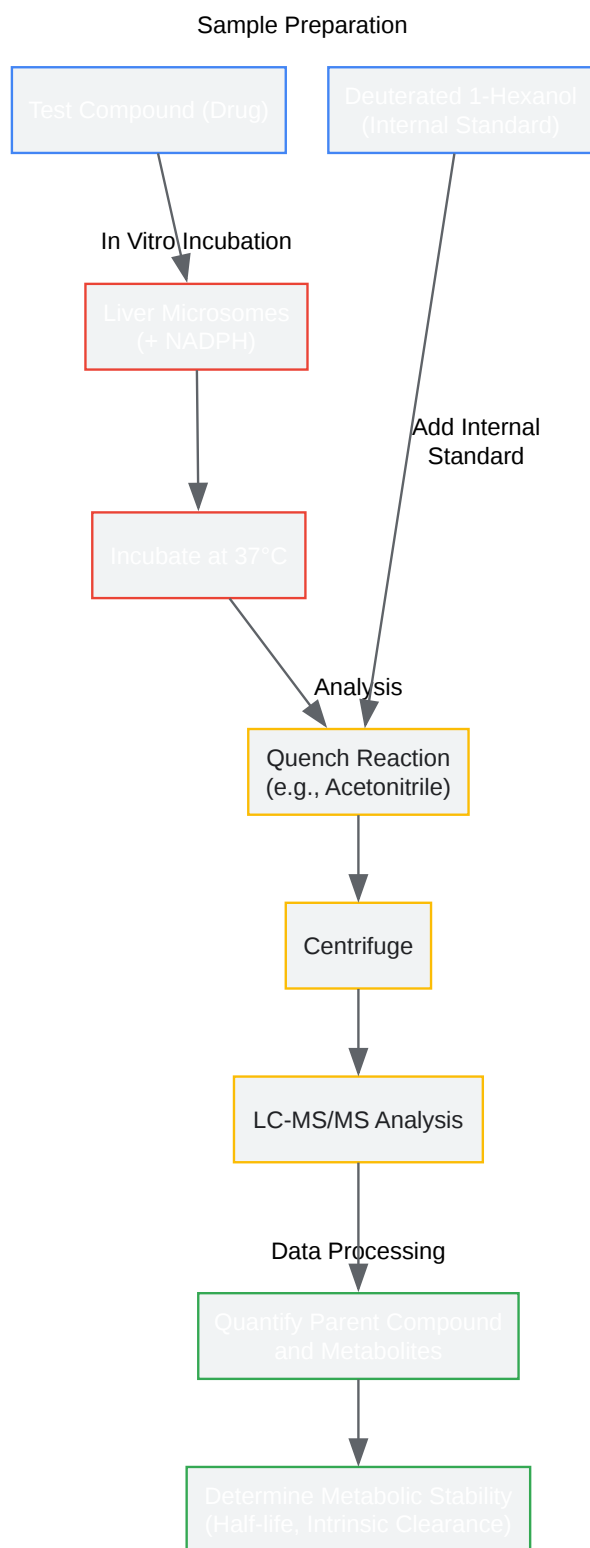 Sample Preparation
Test Compound (Drug)
Deuterated 1-Hexanol
(Internal Standard)
In Vitro Incubation
Liver Microsomes
(+ NADPH)
Add Internal
Standard
Incubate at 37°C
Analysis
Quench Reaction
(e.g., Acetonitrile)
Centrifuge
LC-MS/MS Analysis
Data Processing
Quantify Parent Compound
and Metabolites
Determine Metabolic Stability
(Half-life, Intrinsic Clearance)